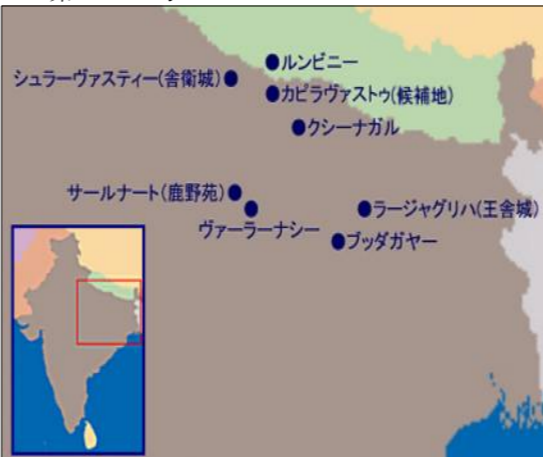 ルンビニー
シュラーヴァスティー(舎衛城)
カピラヴァストゥ(候補地)
クシーナガル
サールナート(鹿野苑)
ヴァーラーナシー
ラージャグリハ(王舎城)
ブッダガヤー